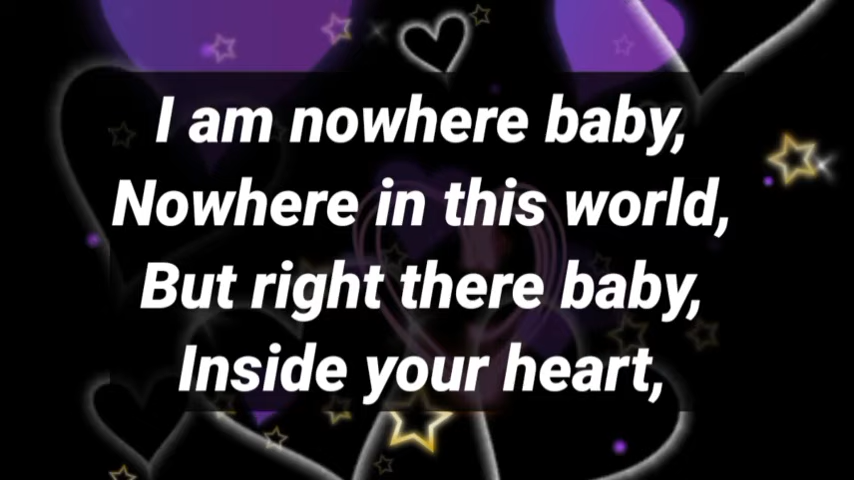 I am nowhere baby,
Nowhere in this world,
But right there baby,
Inside your heart,